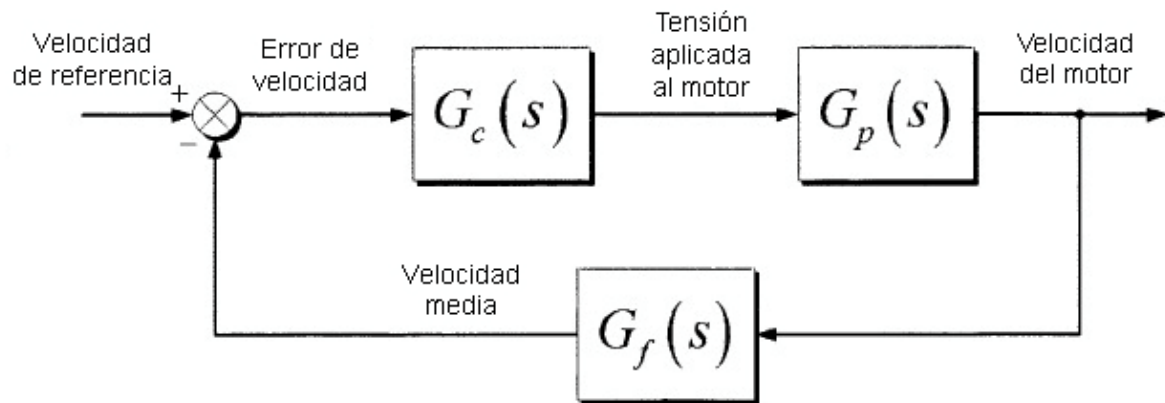 Velocidad
de referencia
+
−
Error de
velocidad
G_c(s)
Tensión
aplicada
al motor
G_p(s)
Velocidad
del motor
Velocidad
media
G_f(s)